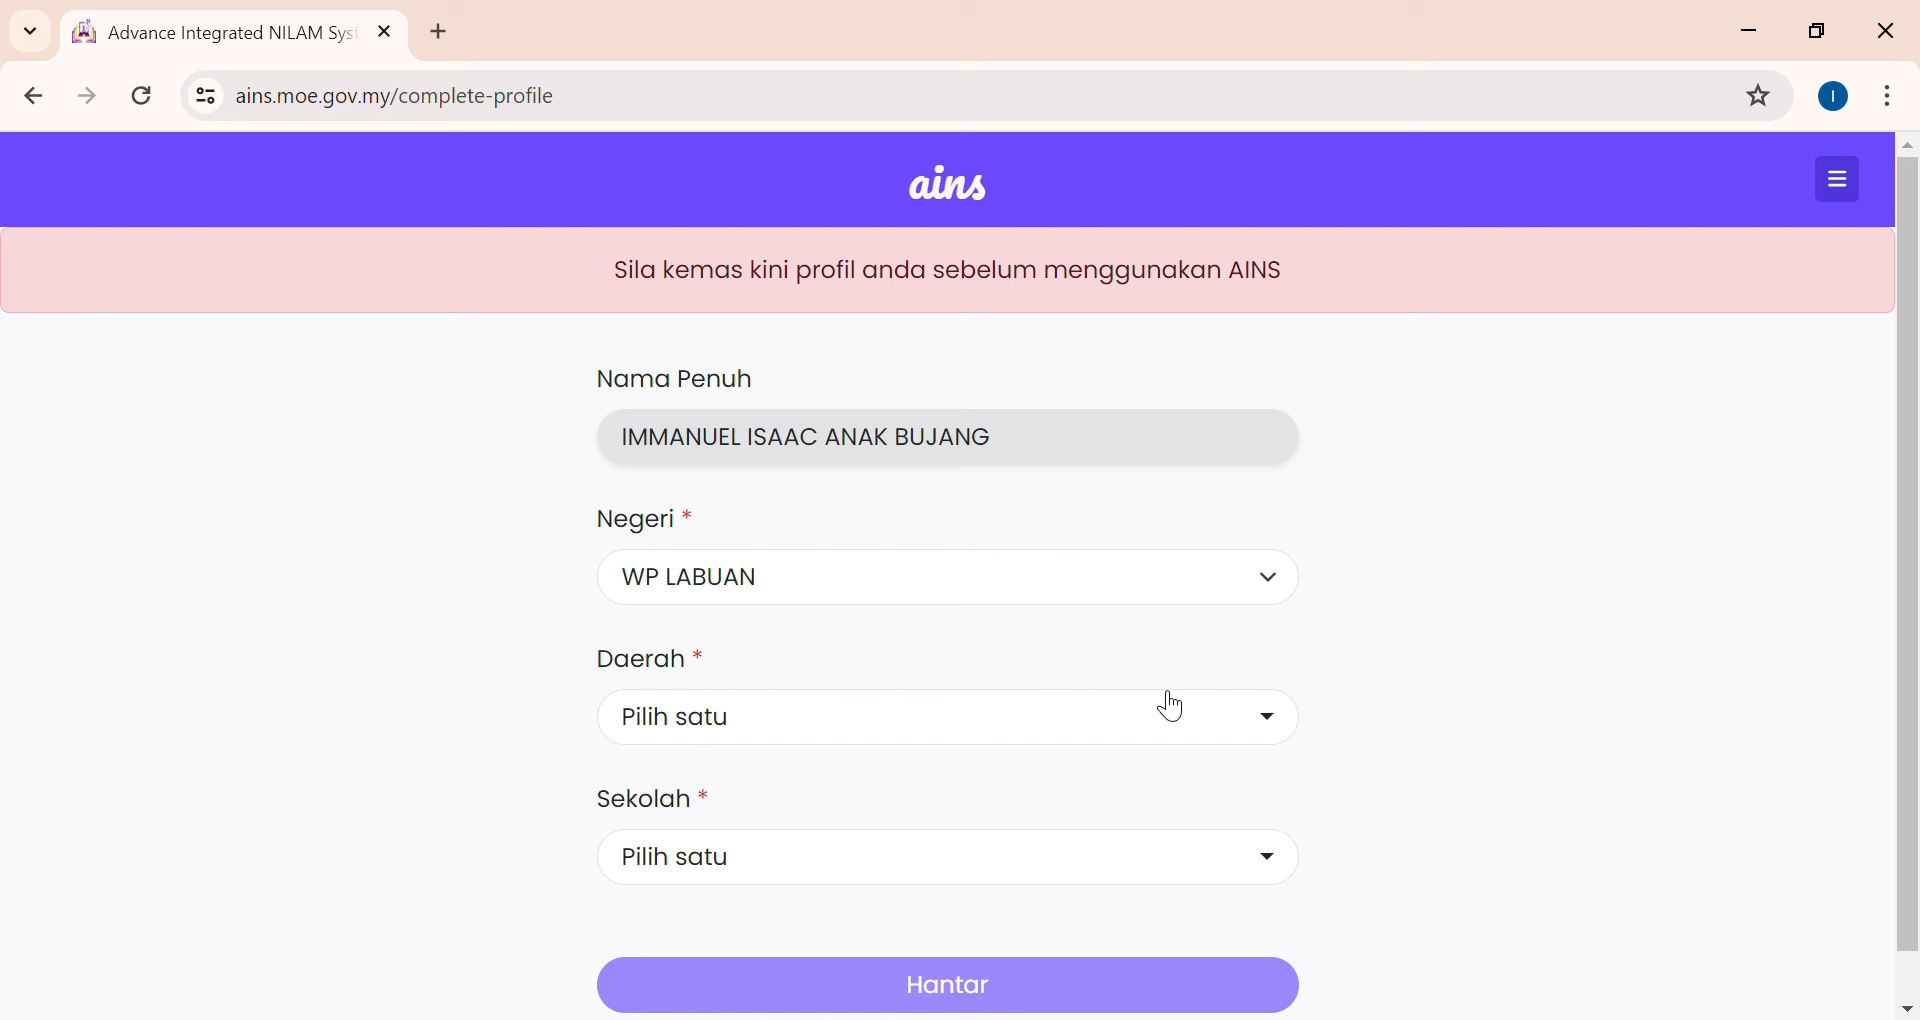 Advance Integrated NILAM Syst
ains.moe.gov.my/complete-profile
I
ains
Sila kemas kini profil anda sebelum menggunakan AINS
Nama Penuh
IMMANUEL ISAAC ANAK BUJANG
Negeri *
WP LABUAN
Daerah *
Pilih satu
Sekolah *
Pilih satu
Hantar